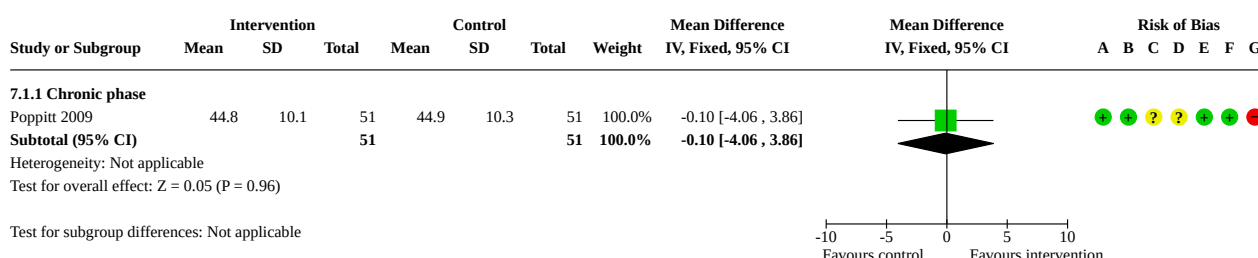 Intervention Control Mean Difference Mean Difference Risk of Bias
Study or Subgroup Mean SD Total Mean SD Total Weight IV, Fixed, 95% CI IV, Fixed, 95% CI A B C D E F G
7.1.1 Chronic phase
Poppitt 2009 44.8 10.1 51 44.9 10.3 51 100.0% -0.10 [-4.06 , 3.86] + + ? ? + + −
Subtotal (95% CI) 51 51 100.0% -0.10 [-4.06 , 3.86]
Heterogeneity: Not applicable
Test for overall effect: Z = 0.05 (P = 0.96)
Test for subgroup differences: Not applicable
-10 -5 0 5 10
Favours control Favours intervention